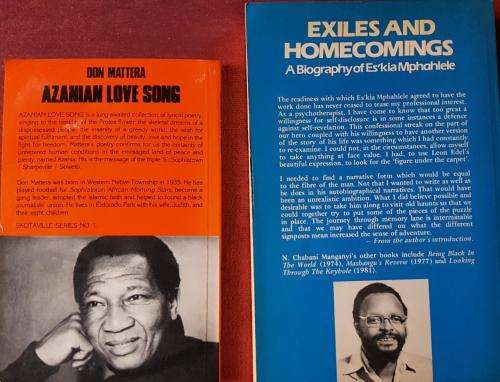 DON MATTERA
AZANIAN LOVE SONG
AZANIAN LOVE SONG is a long-awaited collection of lyrical poetry
singing to the of the Poppie flower, the skeletal dreams of a
dispossessed people, the insanity of a greedy world, the wish for
spiritual fulfilment and the discovery of beauty, love and hope in the
fight for freedom. Mattera's poetry confirms for us the certainty of
unfettered human conditions in the envisaged land of peace and
plenty, named Azania. His is the message of the triple 'S': Sophiatown
Sharpeville Soweto.
Don Mattera was born in Western Native Township in 1935. He has
played football for Sophiatown African Morning Stars, become a
gang leader, adopted the Islamic faith and helped to found a black
journalists union. He lives in Eldorado Park with his wife Judith, and
their eight children.
SKOTAVILLE SERIES NO. 1.
EXILES AND
HOMECOMINGS
A Biography of Es'kia Mphahlele
The readiness with which Es'kia Mphahlele agreed to have the
work done has never ceased to tease my professional interest.
As a psychotherapist, I have come to know that too great a
willingness for self-disclosure is in some instances a defence
against self-revelation. This confessional streak on the part of
our hero coupled with his willingness to have another version
of the story of his life was something which I had constantly
to re-examine. I could not, in the circumstances, allow myself
to take anything at face value. I had, to use Leon Edel's
beautiful expression, to look for the 'figure under the carpet'.
I needed to find a narrative form which would be equal
to the fibre of the man. Not that I wanted to write as well as
he does in his autobiographical narratives. That would have
been an unrealistic ambition. What I did believe possible and
desirable was to take him along to visit old haunts so that we
could together try to put some of the pieces of the puzzle
in place. The journey through memory lane is interminable
and that we may have differed on what the different
signposts mean increased the sense of adventure.
– From the author's introduction.
N. Chabani Manganyi's other books include Being Black In
The World (1974), Mashangu's Reverie (1977) and Looking
Through The Keyhole (1981).